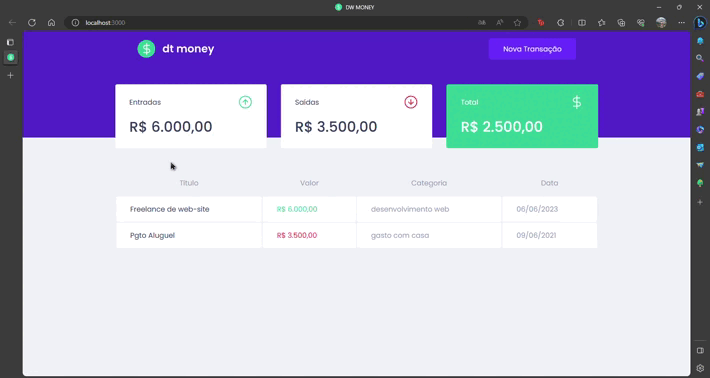 DW MONEY
localhost:3000
dt money
Nova Transação
Entradas
R$ 6.000,00
Saídas
R$ 3.500,00
Total
R$ 2.500,00
Título Valor Categoria Data
Freelance de web-site R$ 6.000,00 desenvolvimento web 06/06/2023
Pgto Aluguel R$ 3.500,00 gasto com casa 09/06/2021